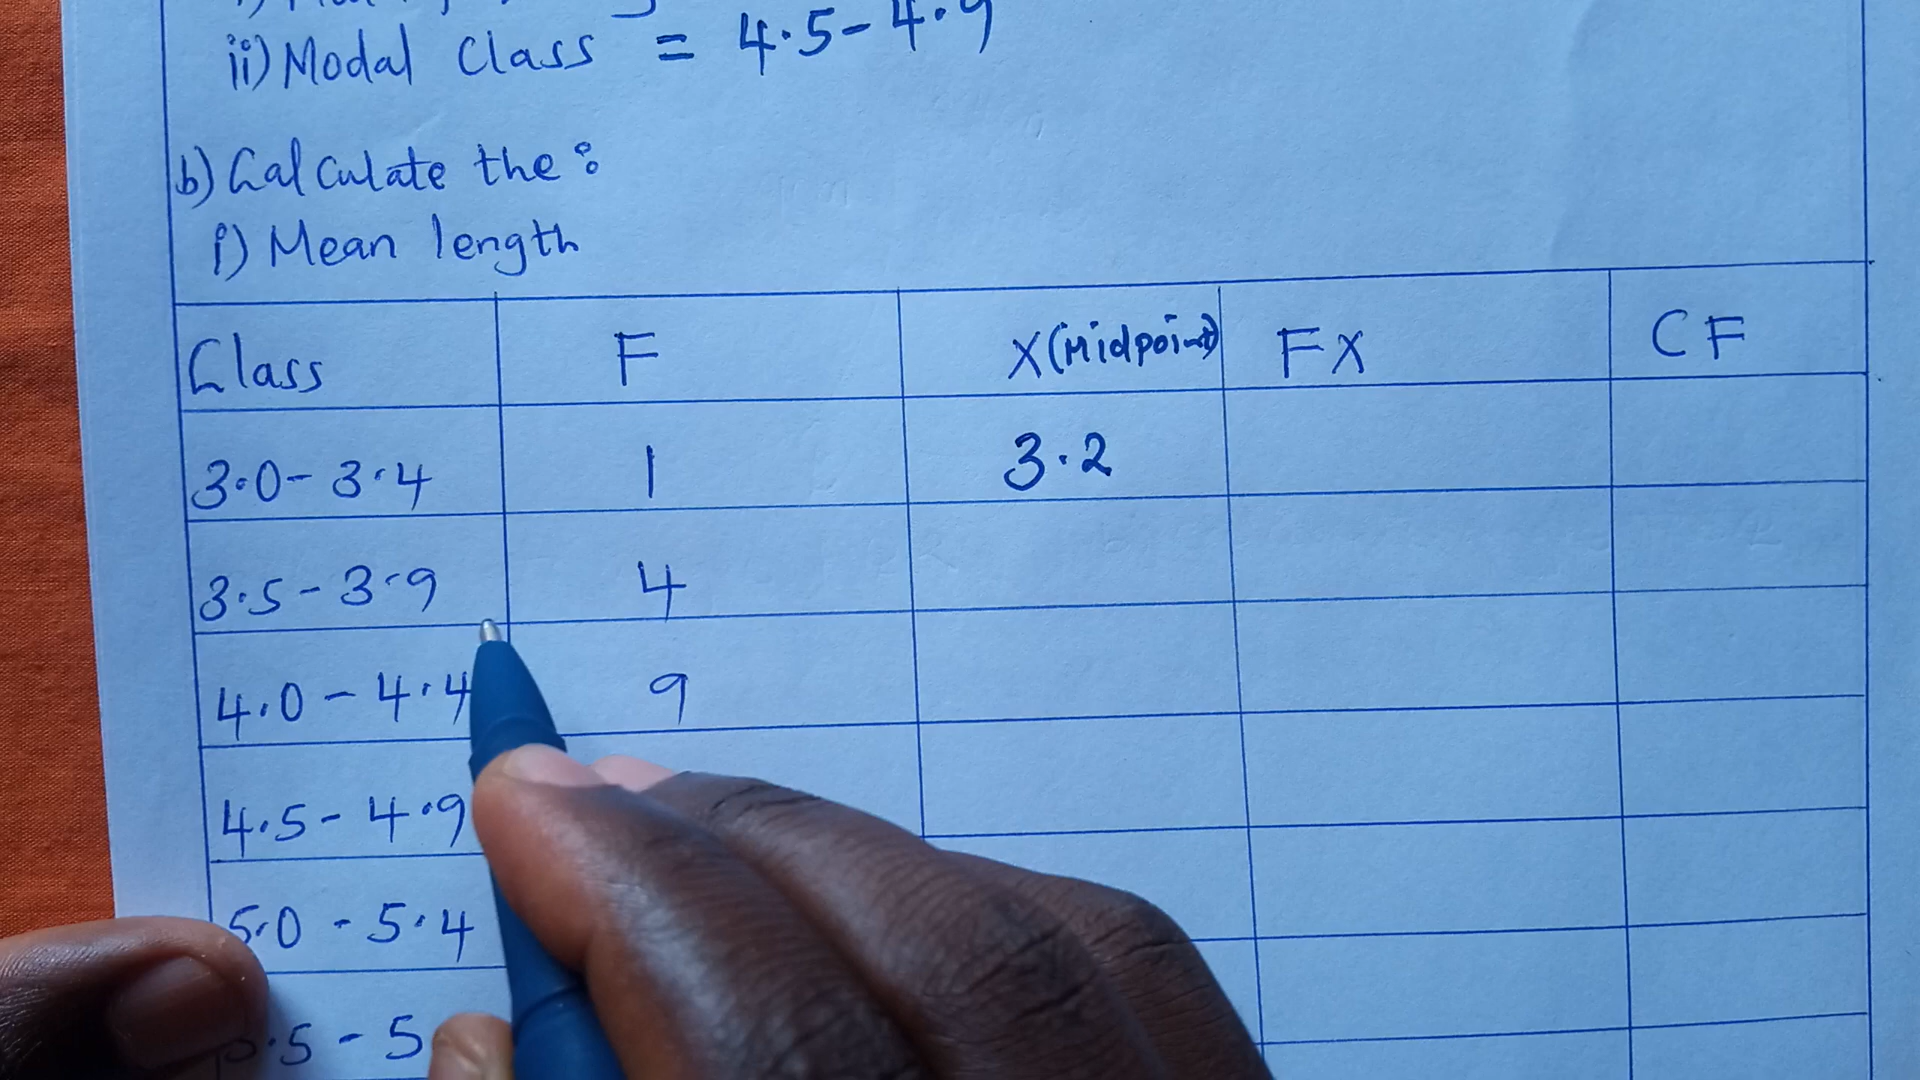 ii) Modal Class = 4.5-4.9
b) Calculate the:
i) Mean length
Class F X(Midpoint) FX CF
3.0- 3.4 1 3.2
3.5- 3.9 4
4.0 - 4.4 9
4.5- 4.9
5.0 - 5.4
.5 - 5